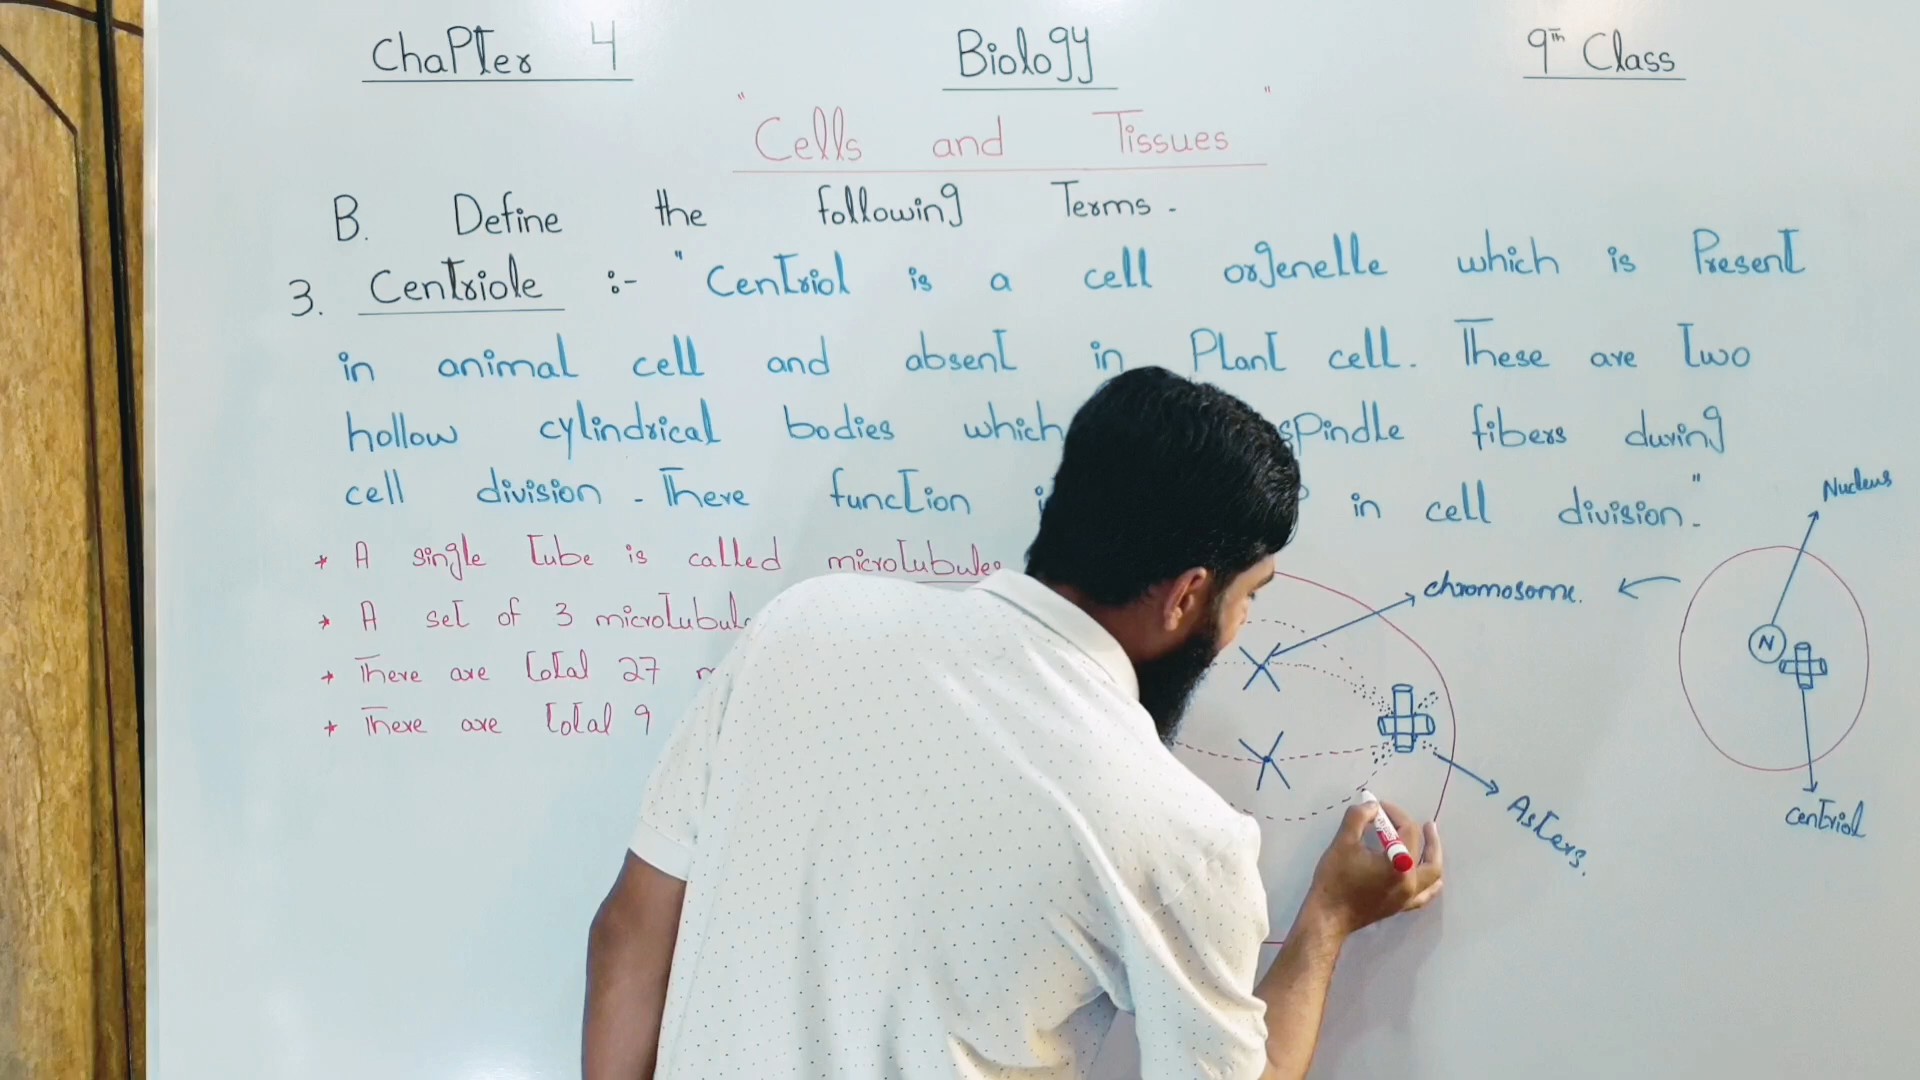 Chapter 4 Biology 9th Class
"Cells and Tissues"
B. Define the following Terms.
3. Centriole :- "Centriol is a cell orgenelle which is Present
in animal cell and absent in Plant cell. These are two
hollow cylindrical bodies which spindle fibers during
cell division. There function in cell division."
* A single tube is called microtubules
* A set of 3
* There are total 27
* There are total 9
Nucleus
chromosome.
N
Asters.
centriol